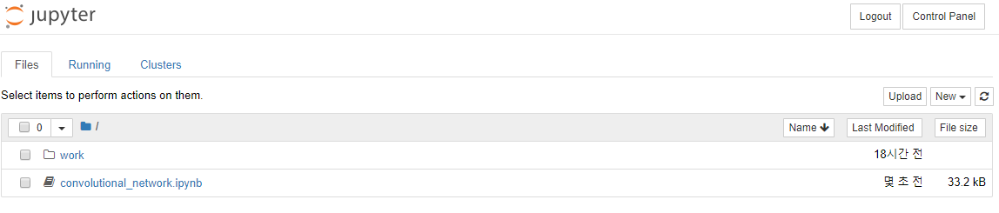 jupyter
Logout Control Panel
Files Running Clusters
Select items to perform actions on them.
Upload New
0 / Name Last Modified File size
work 18시간 전
convolutional_network.ipynb 몇 초 전 33.2 kB